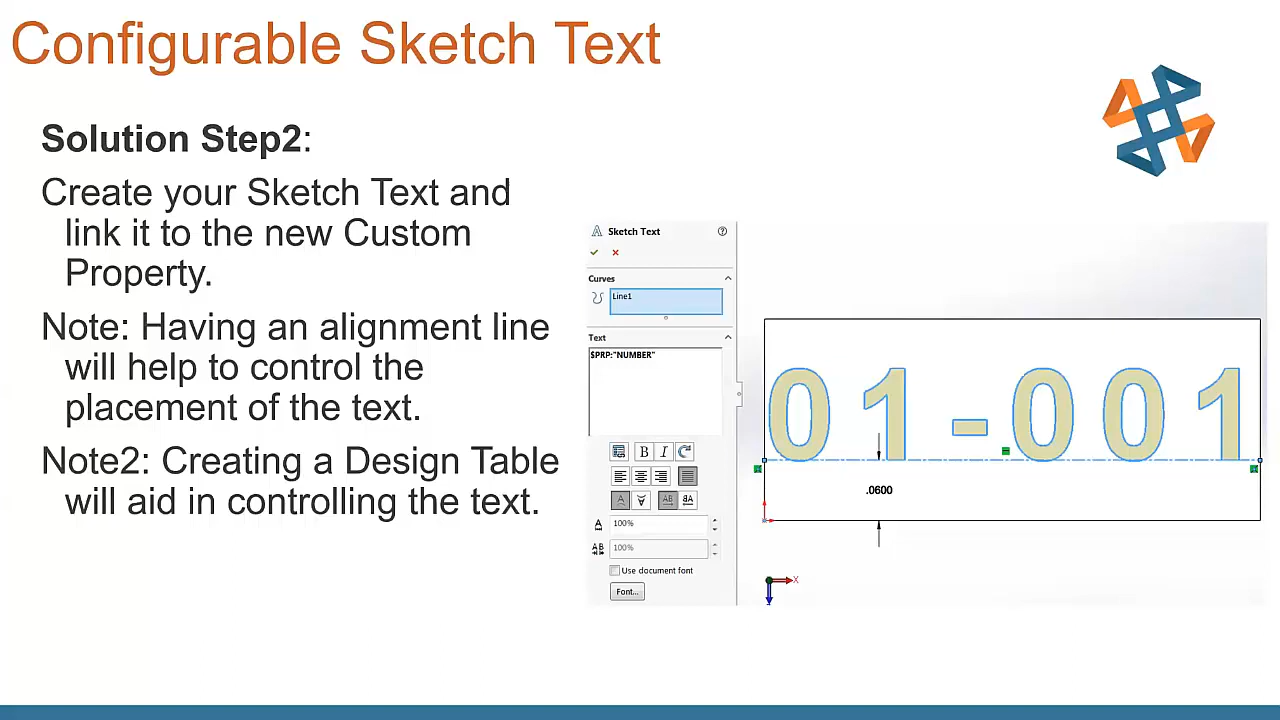 Configurable Sketch Text
Solution Step2:
Create your Sketch Text and
link it to the new Custom
Property.
Note: Having an alignment line
will help to control the
placement of the text.
Note2: Creating a Design Table
will aid in controlling the text.
Sketch Text
Curves
Line1
Text
$PRP:"NUMBER"
B I
A A AB AB
A 100%
AB 100%
Use document font
Font...
01-001
.0600
X